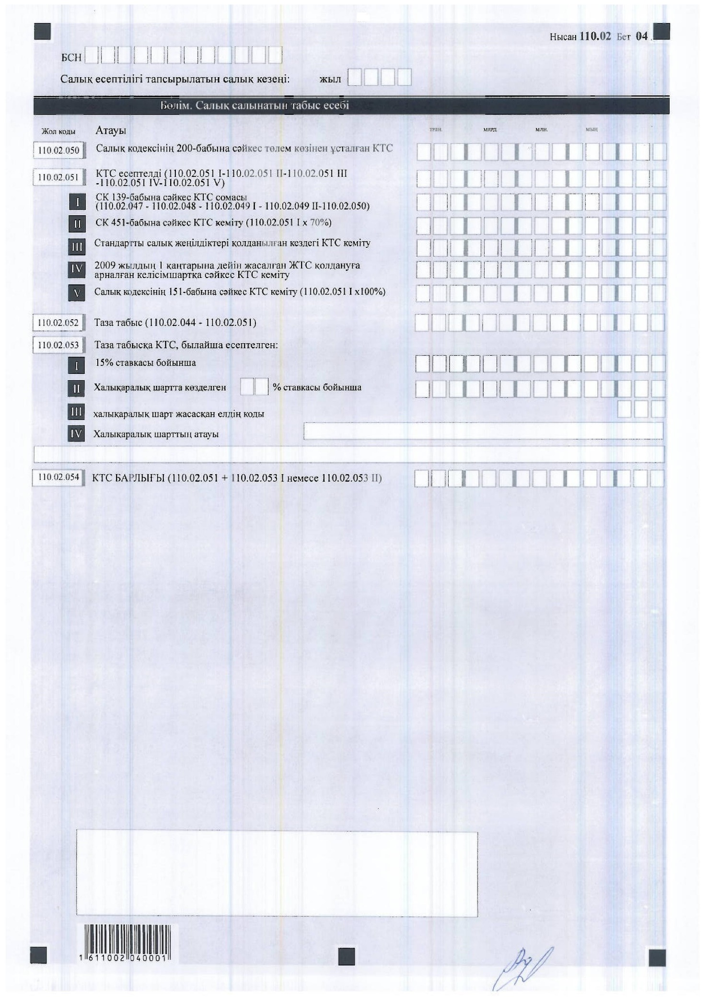 Нысан 110.02 Бет 04
БСН
Салық есептілігі тапсырылатын салық кезеңі: жыл
Бөлім. Салық салынатын табыс есебі
Жол коды Атауы ТРЛН. МЛРД МЛН. МЫҢ
110.02.050 Салық кодексінің 200-бабына сәйкес төлем көзінен ұсталған КТС
110.02.051 КТС есептелді (110.02.051 I-110.02.051 II-110.02.051 III
-110.02.051 IV-110.02.051 V)
I СК 139-бабына сәйкес КТС сомасы
(110.02.047 - 110.02.048 - 110.02.049 I - 110.02.049 II-110.02.050)
II СК 451-бабына сәйкес КТС кеміту (110.02.051 I х 70%)
III Стандартты салық жеңілдіктері қолданылған кездегі КТС кеміту
IV 2009 жылдың 1 қаңтарына дейін жасалған ЖТС қолдануға
арналған келісімшартқа сәйкес КТС кеміту
V Салық кодексінің 151-бабына сәйкес КТС кеміту (110.02.051 I х100%)
110.02.052 Таза табыс (110.02.044 - 110.02.051)
110.02.053 Таза табысқа КТС, былайша есептелген:
I 15% ставкасы бойынша
II Халықаралық шартта көзделген % ставкасы бойынша
III халықаралық шарт жасасқан елдің коды
IV Халықаралық шарттың атауы
110.02.054 КТС БАРЛЫҒЫ (110.02.051 + 110.02.053 I немесе 110.02.053 II)
1 611002 040001